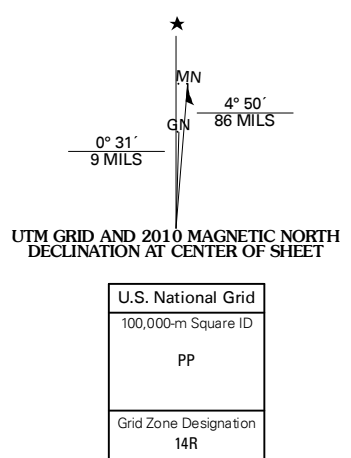 MN
4° 50´
86 MILS
GN
0° 31´
9 MILS
UTM GRID AND 2010 MAGNETIC NORTH
DECLINATION AT CENTER OF SHEET
U.S. National Grid
100,000-m Square ID
PP
Grid Zone Designation
14R